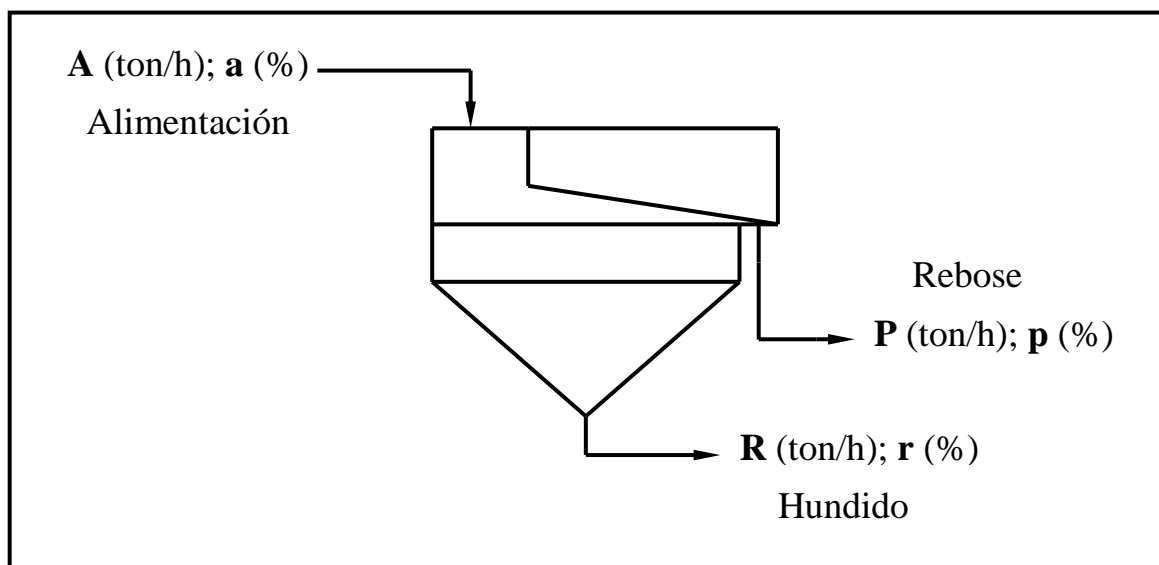 A (ton/h); a (%)
Alimentación
Rebose
P (ton/h); p (%)
R (ton/h); r (%)
Hundido